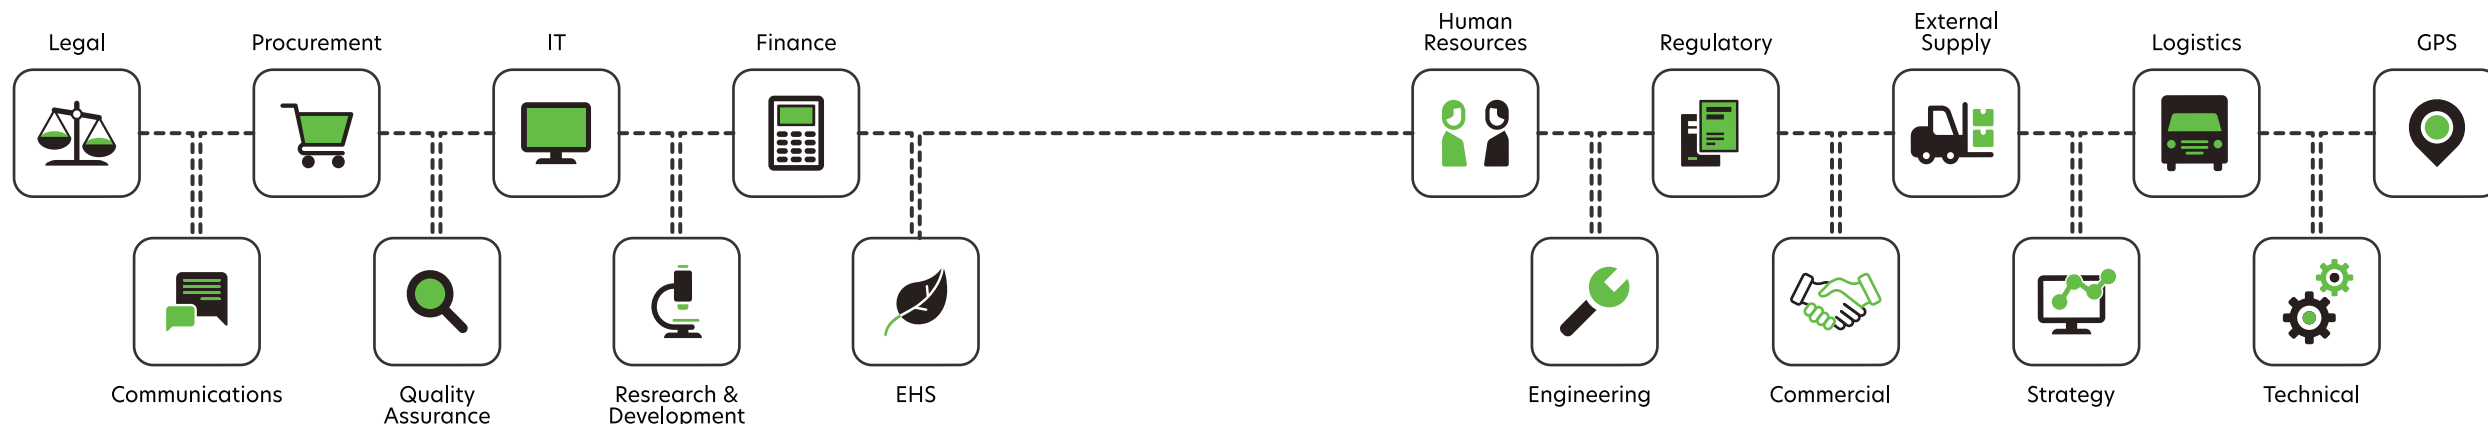 Legal
Procurement
IT
Finance
Human
Resources
Regulatory
External
Supply
Logistics
GPS
Communications
Quality
Assurance
Resrearch &
Development
EHS
Engineering
Commercial
Strategy
Technical